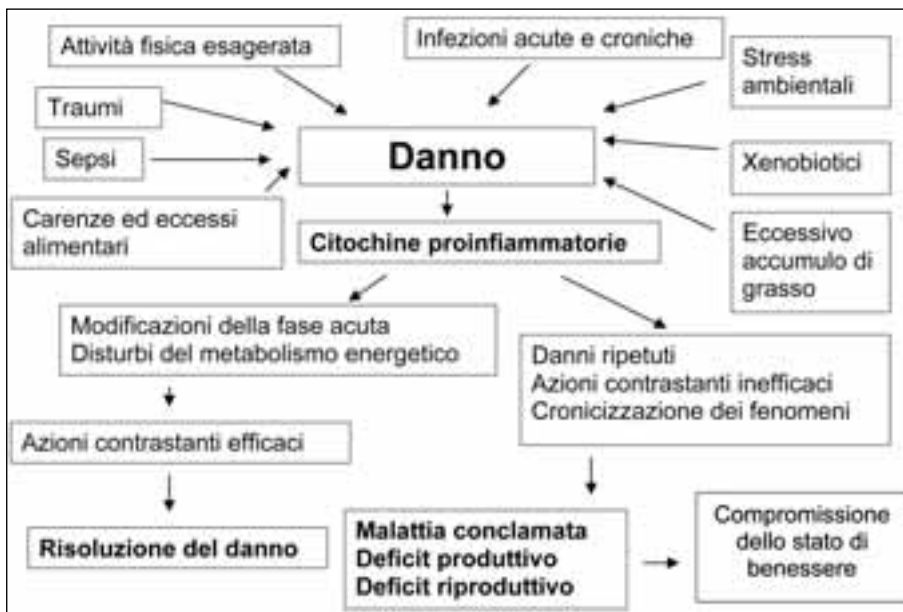 Attività fisica esagerata
Infezioni acute e croniche
Stress
ambientali
Traumi
Sepsi
Danno
Xenobiotici
Carenze ed eccessi
alimentari
Citochine proinfiammatorie
Eccessivo
accumulo di
grasso
Modificazioni della fase acuta
Disturbi del metabolismo energetico
Danni ripetuti
Azioni contrastanti inefficaci
Cronicizzazione dei fenomeni
Azioni contrastanti efficaci
Risoluzione del danno
Malattia conclamata
Deficit produttivo
Deficit riproduttivo
Compromissione
dello stato di
benessere